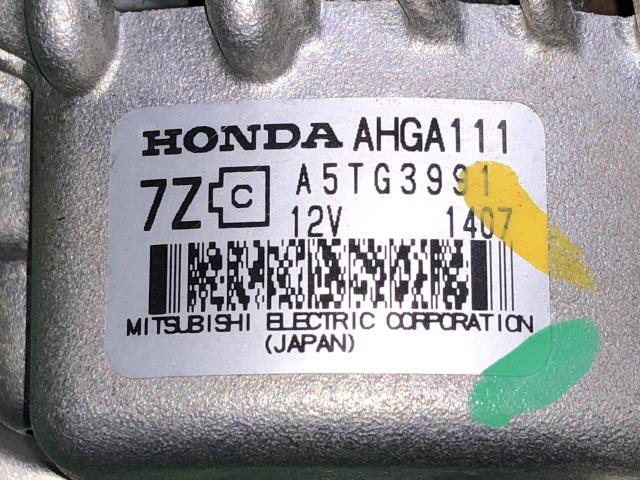 HONDA AHGA111
7Z C A5TG3991
12V 1407
MITSUBISHI ELECTRIC CORPORATION
(JAPAN)